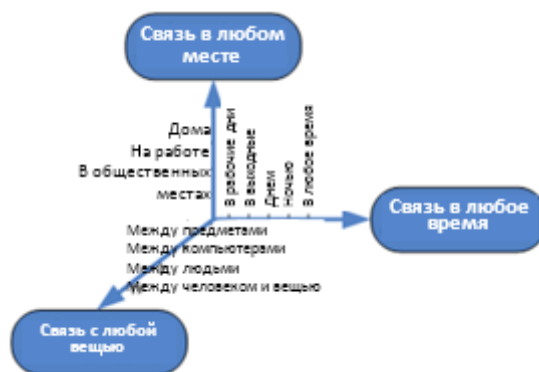 Связь в любом
месте
Дома
На работе
В общественных
местах
В рабочие дни
В выходные
Днем
Ночью
В любое время
Связь в любое
время
Между предметами
Между компьютерами
Между людьми
Между человеком и вещью
Связь с любой
вещью